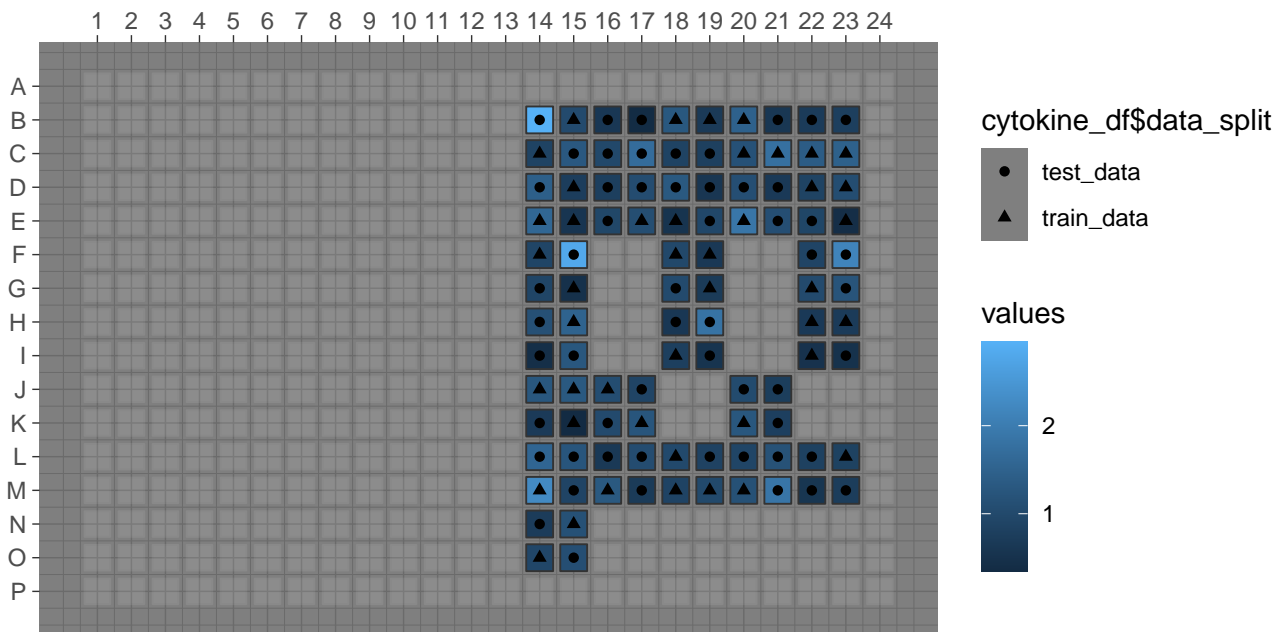 1 2 3 4 5 6 7 8 9 10 11 12 13 14 15 16 17 18 19 20 21 22 23 24
A
B
C
D
E
F
G
H
I
J
K
L
M
N
O
P
cytokine_df$data_split
test_data
train_data
values
2
1